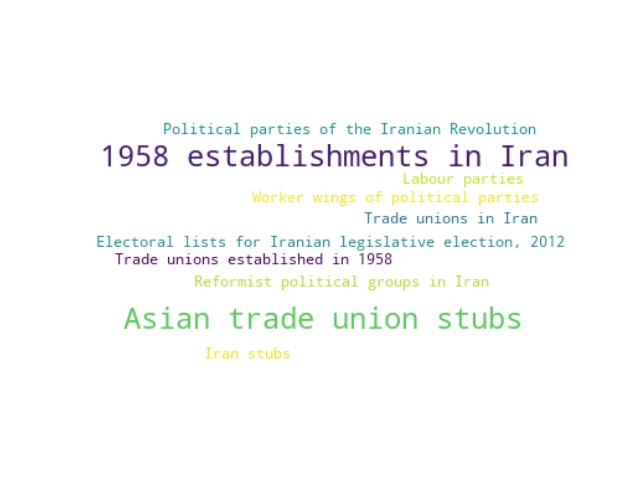 Political parties of the Iranian Revolution
1958 establishments in Iran
Labour parties
Worker wings of political parties
Trade unions in Iran
Electoral lists for Iranian legislative election, 2012
Trade unions established in 1958
Reformist political groups in Iran
Asian trade union stubs
Iran stubs